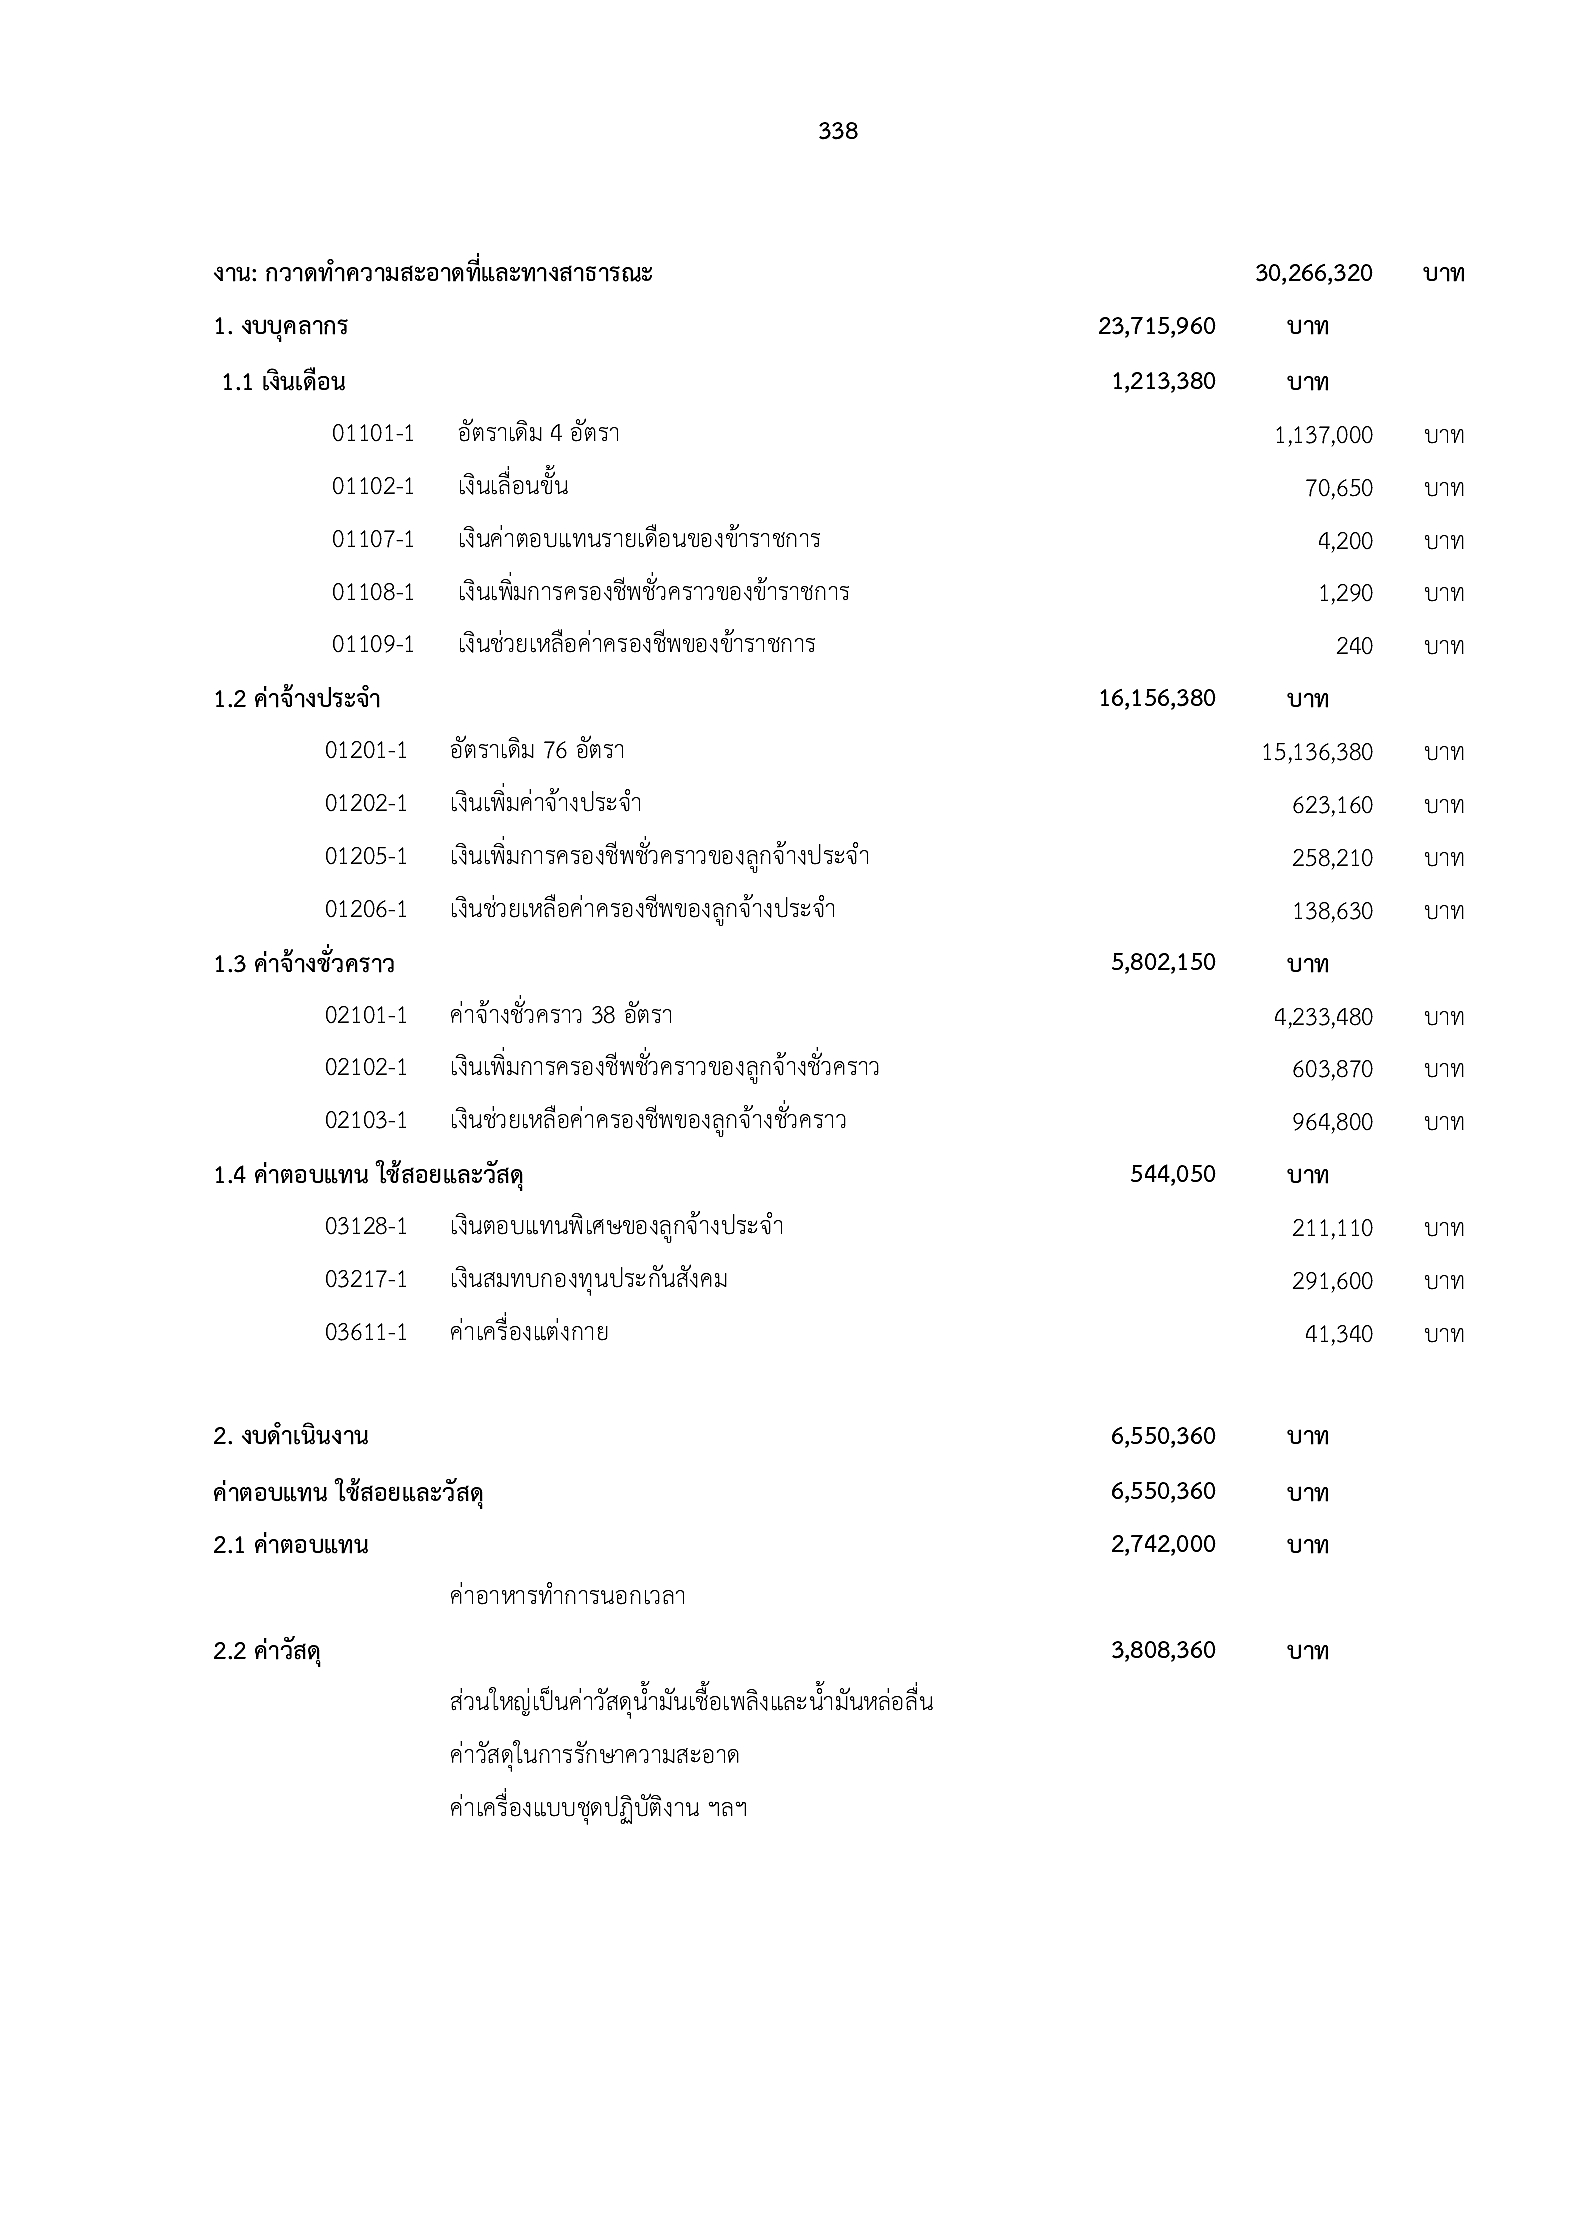 338
งาน: กวาดทำความสะอาดที่และทางสาธารณะ 30,266,320 บาท
1. งบบุคลากร 23,715,960 บาท
1.1 เงินเดือน 1,213,380 บาท
01101-1 อัตราเดิม 4 อัตรา 1,137,000 บาท
01102-1 เงินเลื่อนขั้น 70,650 บาท
01107-1 เงินค่าตอบแทนรายเดือนของข้าราชการ 4,200 บาท
01108-1 เงินเพิ่มการครองชีพชั่วคราวของข้าราชการ 1,290 บาท
01109-1 เงินช่วยเหลือค่าครองชีพของข้าราชการ 240 บาท
1.2 ค่าจ้างประจำ 16,156,380 บาท
01201-1 อัตราเดิม 76 อัตรา 15,136,380 บาท
01202-1 เงินเพิ่มค่าจ้างประจำ 623,160 บาท
01205-1 เงินเพิ่มการครองชีพชั่วคราวของลูกจ้างประจำ 258,210 บาท
01206-1 เงินช่วยเหลือค่าครองชีพของลูกจ้างประจำ 138,630 บาท
1.3 ค่าจ้างชั่วคราว 5,802,150 บาท
02101-1 ค่าจ้างชั่วคราว 38 อัตรา 4,233,480 บาท
02102-1 เงินเพิ่มการครองชีพชั่วคราวของลูกจ้างชั่วคราว 603,870 บาท
02103-1 เงินช่วยเหลือค่าครองชีพของลูกจ้างชั่วคราว 964,800 บาท
1.4 ค่าตอบแทน ใช้สอยและวัสดุ 544,050 บาท
03128-1 เงินตอบแทนพิเศษของลูกจ้างประจำ 211,110 บาท
03217-1 เงินสมทบกองทุนประกันสังคม 291,600 บาท
03611-1 ค่าเครื่องแต่งกาย 41,340 บาท
2. งบดำเนินงาน 6,550,360 บาท
ค่าตอบแทน ใช้สอยและวัสดุ 6,550,360 บาท
2.1 ค่าตอบแทน 2,742,000 บาท
ค่าอาหารทำการนอกเวลา
2.2 ค่าวัสดุ 3,808,360 บาท
ส่วนใหญ่เป็นค่าวัสดุน้ำมันเชื้อเพลิงและน้ำมันหล่อลื่น
ค่าวัสดุในการรักษาความสะอาด
ค่าเครื่องแบบชุดปฏิบัติงาน ฯลฯ